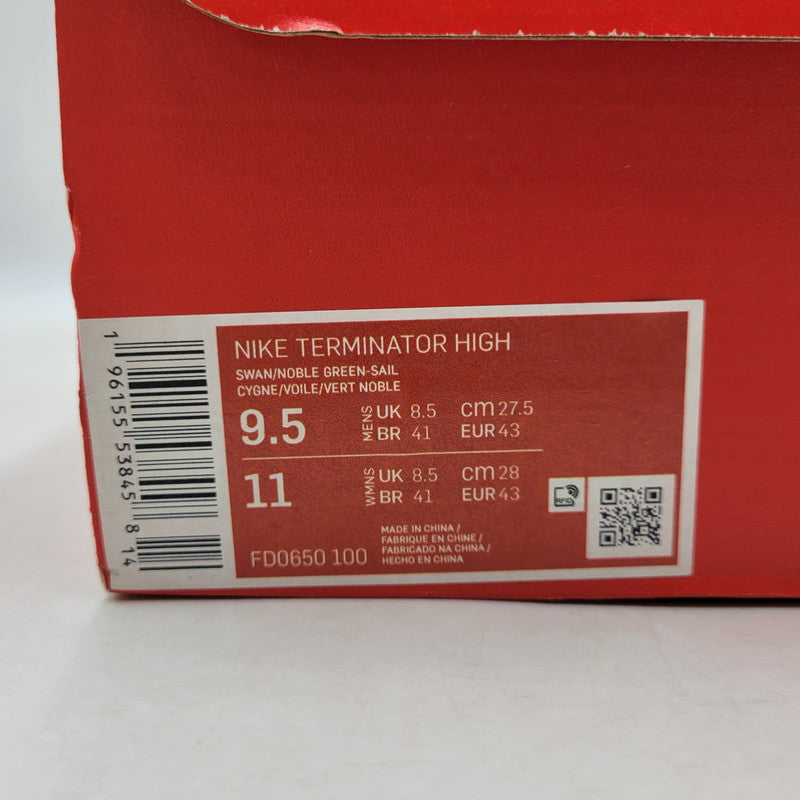 NIKE TERMINATOR HIGH
SWAN/NOBLE GREEN-SAIL
CYGNE/VOILE/VERT NOBLE
9.5 MENS UK 8.5 cm 27.5
BR 41 EUR 43
11 WMNS UK 8.5 cm 28
BR 41 EUR 43
FD0650 100
MADE IN CHINA /
FABRIQUE EN CHINE /
FABRICADO NA CHINA /
HECHO EN CHINA
RFID
1 96155 53845 8 14